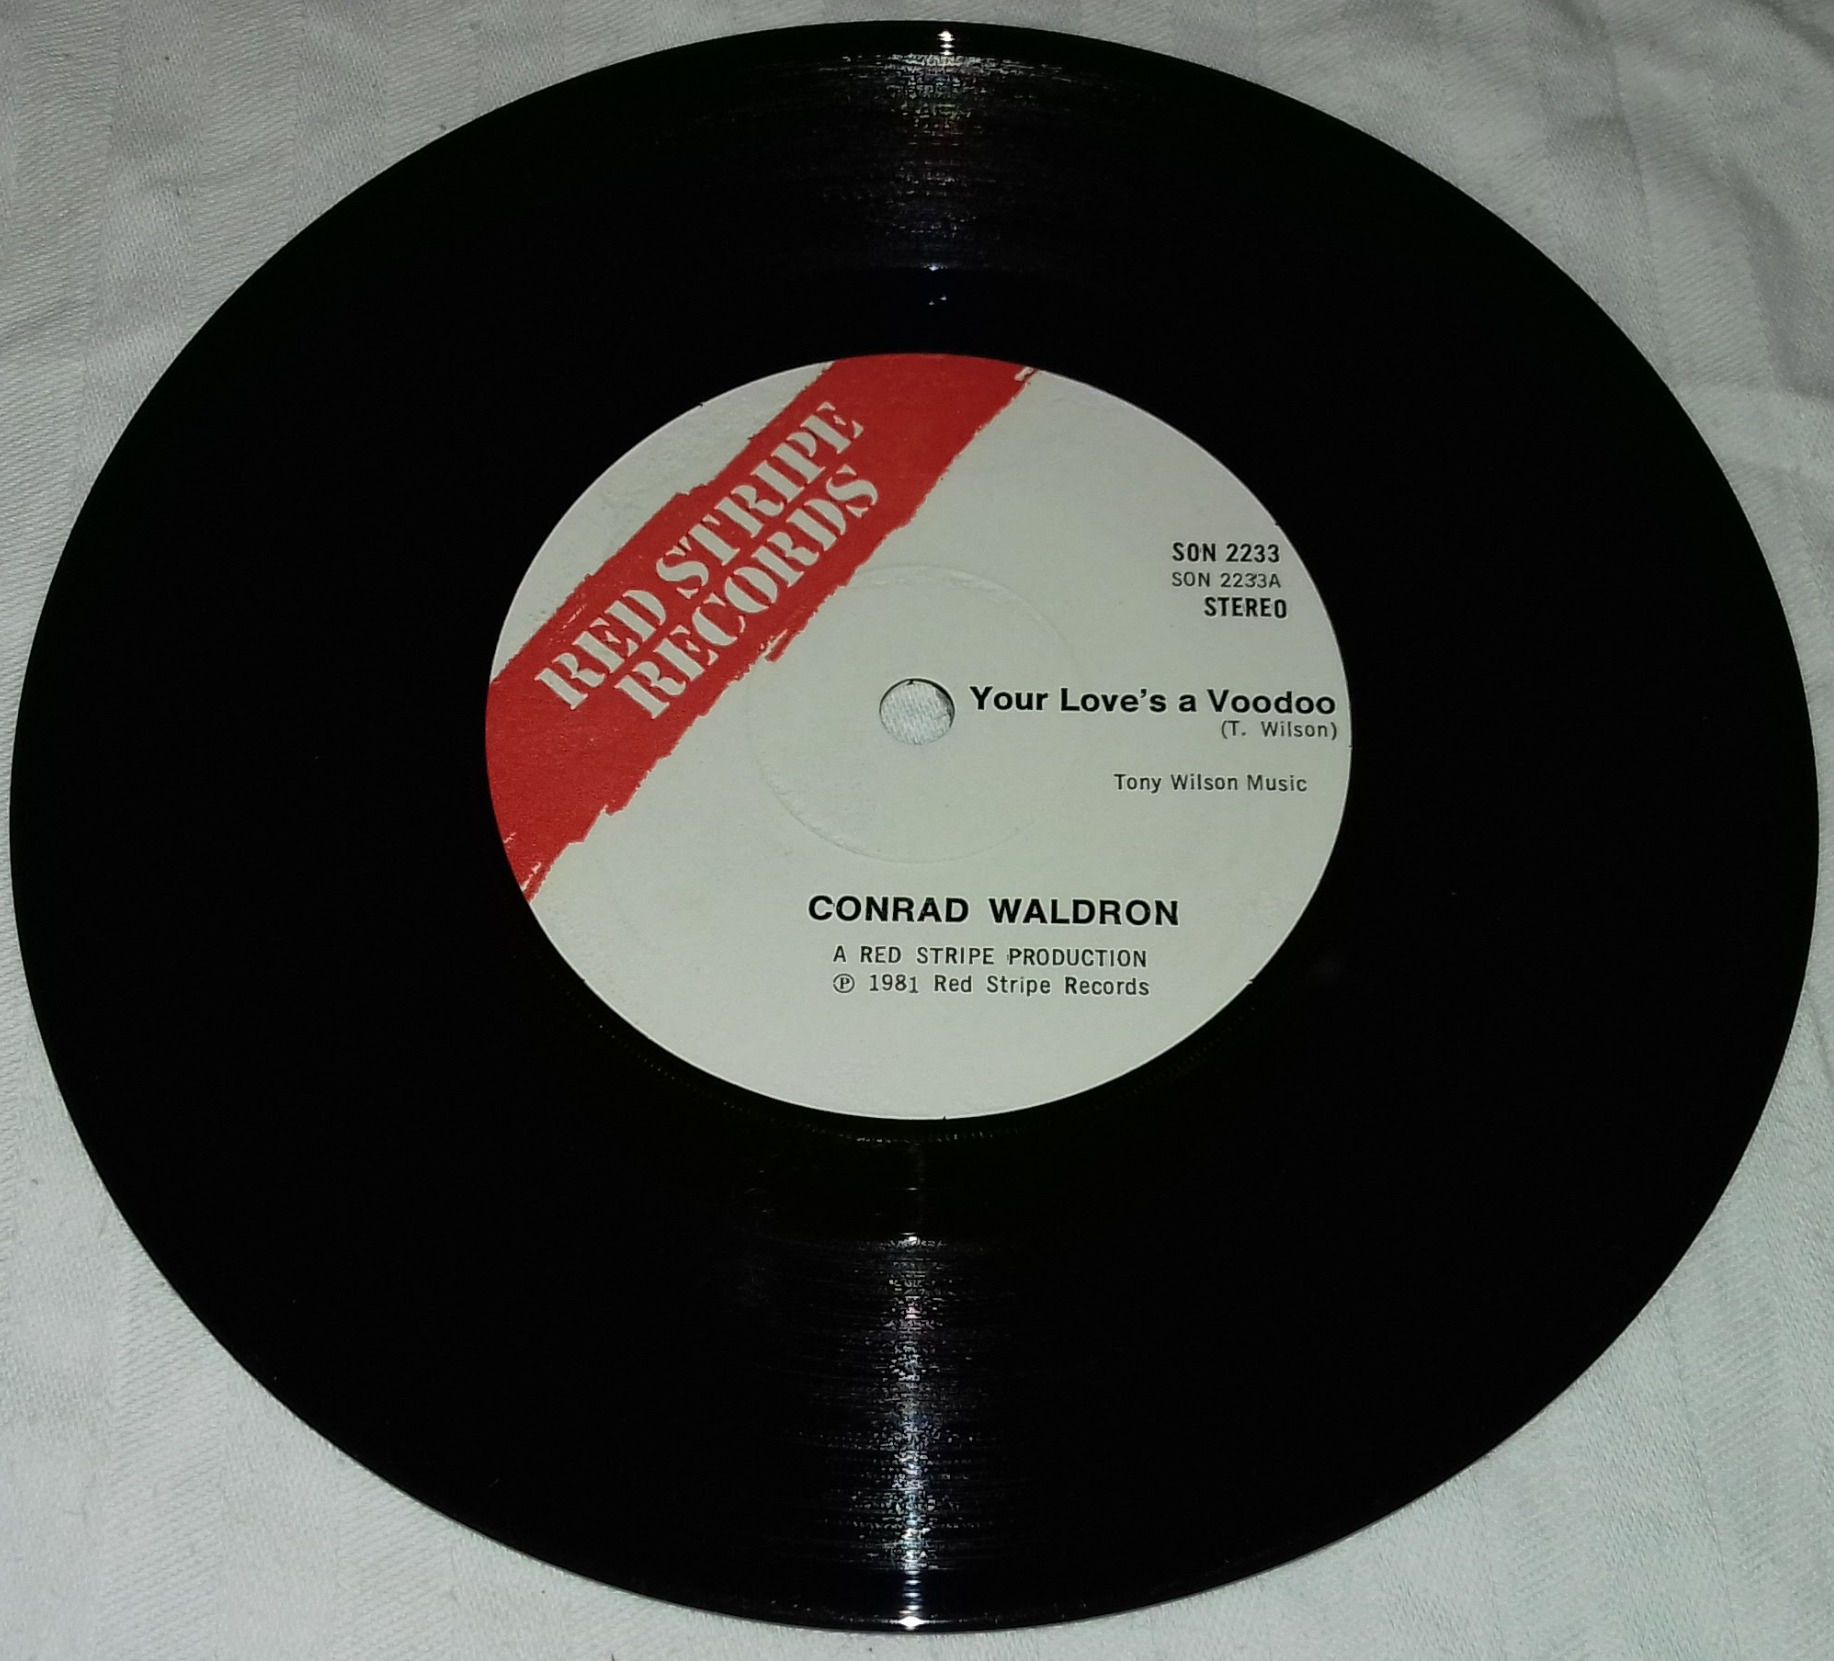 RED STRIPE
RECORDS
SON 2233
SON 2233A
STEREO
Your Love's a Voodoo
(T. Wilson)
Tony Wilson Music
CONRAD WALDRON
A RED STRIPE PRODUCTION
℗ 1981 Red Stripe Records